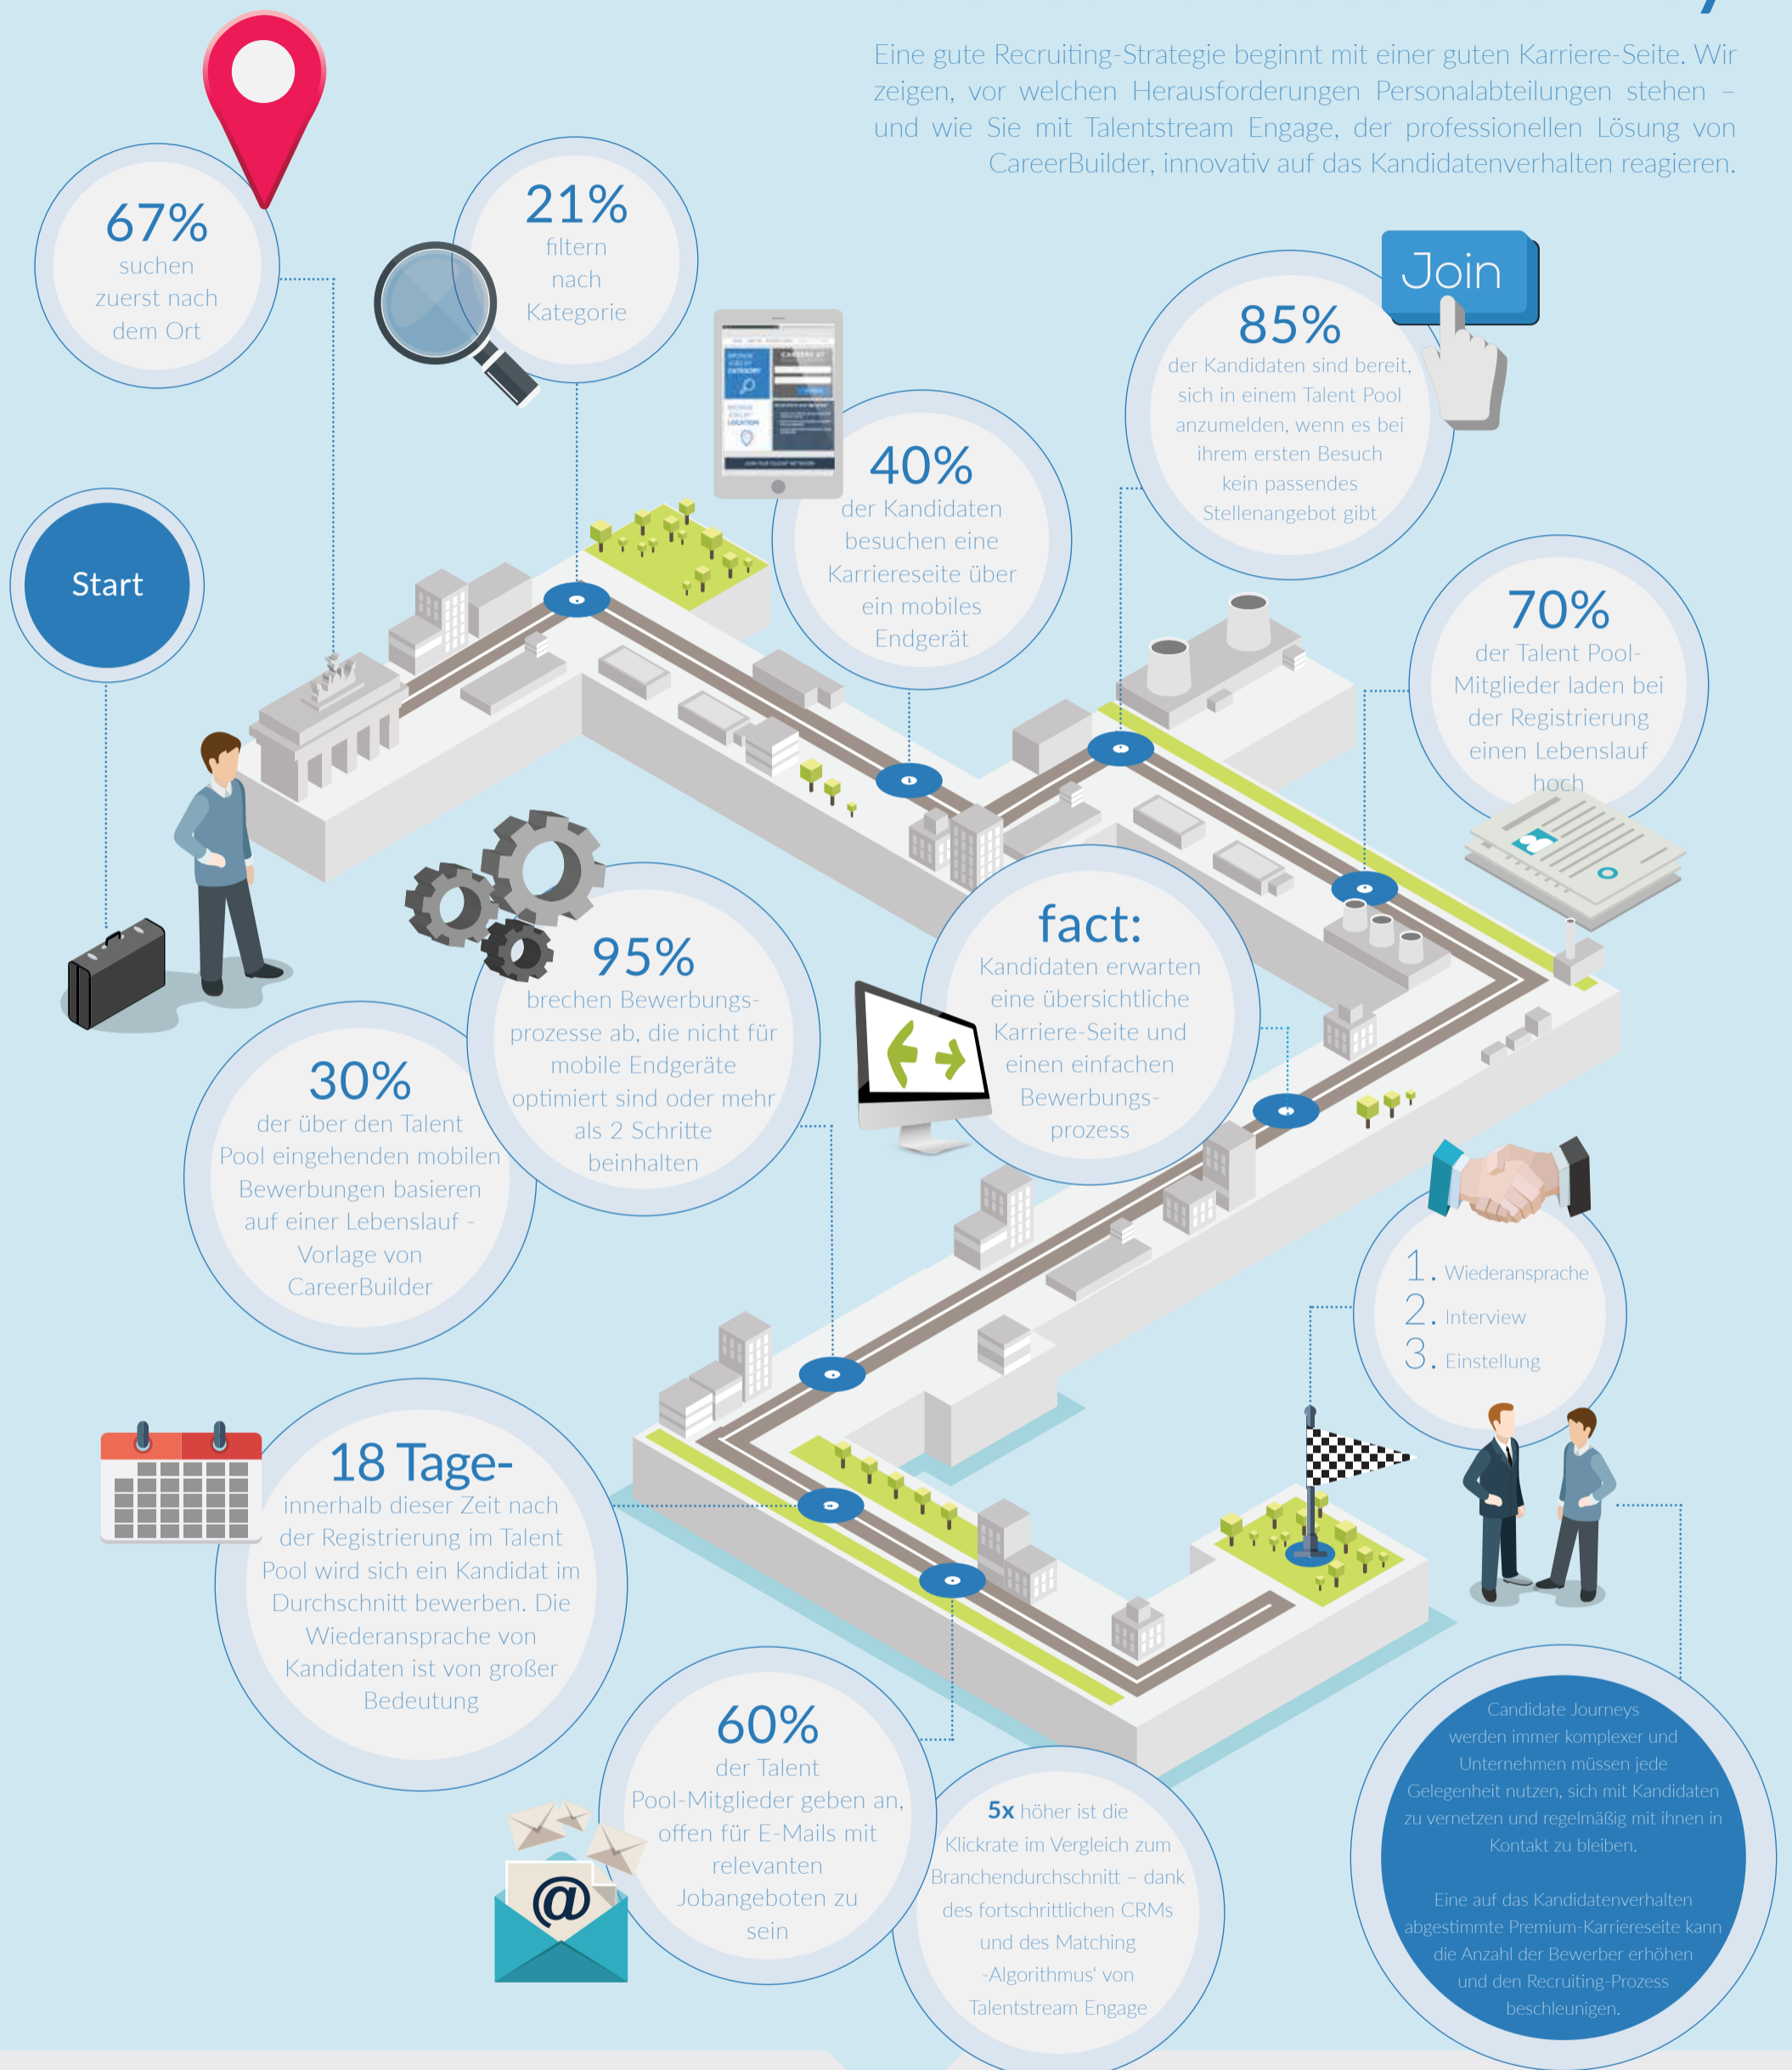 Eine gute Recruiting-Strategie beginnt mit einer guten Karriere-Seite. Wir
zeigen, vor welchen Herausforderungen Personalabteilungen stehen –
und wie Sie mit Talentstream Engage, der professionellen Lösung von
CareerBuilder, innovativ auf das Kandidatenverhalten reagieren.
67%
suchen
zuerst nach
dem Ort
21%
filtern
nach
Kategorie
Join
85%
der Kandidaten sind bereit,
sich in einem Talent Pool
anzumelden, wenn es bei
ihrem ersten Besuch
kein passendes
Stellenangebot gibt
40%
der Kandidaten
besuchen eine
Karriereseite über
ein mobiles
Endgerät
Start
70%
der Talent Pool-
Mitglieder laden bei
der Registrierung
einen Lebenslauf
hoch
95%
brechen Bewerbungs-
prozesse ab, die nicht für
mobile Endgeräte
optimiert sind oder mehr
als 2 Schritte
beinhalten
fact:
Kandidaten erwarten
eine übersichtliche
Karriere-Seite und
einen einfachen
Bewerbungs-
prozess
30%
der über den Talent
Pool eingehenden mobilen
Bewerbungen basieren
auf einer Lebenslauf -
Vorlage von
CareerBuilder
1. Wiederansprache
2. Interview
3. Einstellung
18 Tage-
innerhalb dieser Zeit nach
der Registrierung im Talent
Pool wird sich ein Kandidat im
Durchschnitt bewerben. Die
Wiederansprache von
Kandidaten ist von großer
Bedeutung
60%
der Talent
Pool-Mitglieder geben an,
offen für E-Mails mit
relevanten
Jobangeboten zu
sein
@
5x höher ist die
Klickrate im Vergleich zum
Branchendurchschnitt – dank
des fortschrittlichen CRMs
und des Matching
-Algorithmus‘ von
Talentstream Engage
Candidate Journeys
werden immer komplexer und
Unternehmen müssen jede
Gelegenheit nutzen, sich mit Kandidaten
zu vernetzen und regelmäßig mit ihnen in
Kontakt zu bleiben.
Eine auf das Kandidatenverhalten
abgestimmte Premium-Karriereseite kann
die Anzahl der Bewerber erhöhen
und den Recruiting-Prozess
beschleunigen.